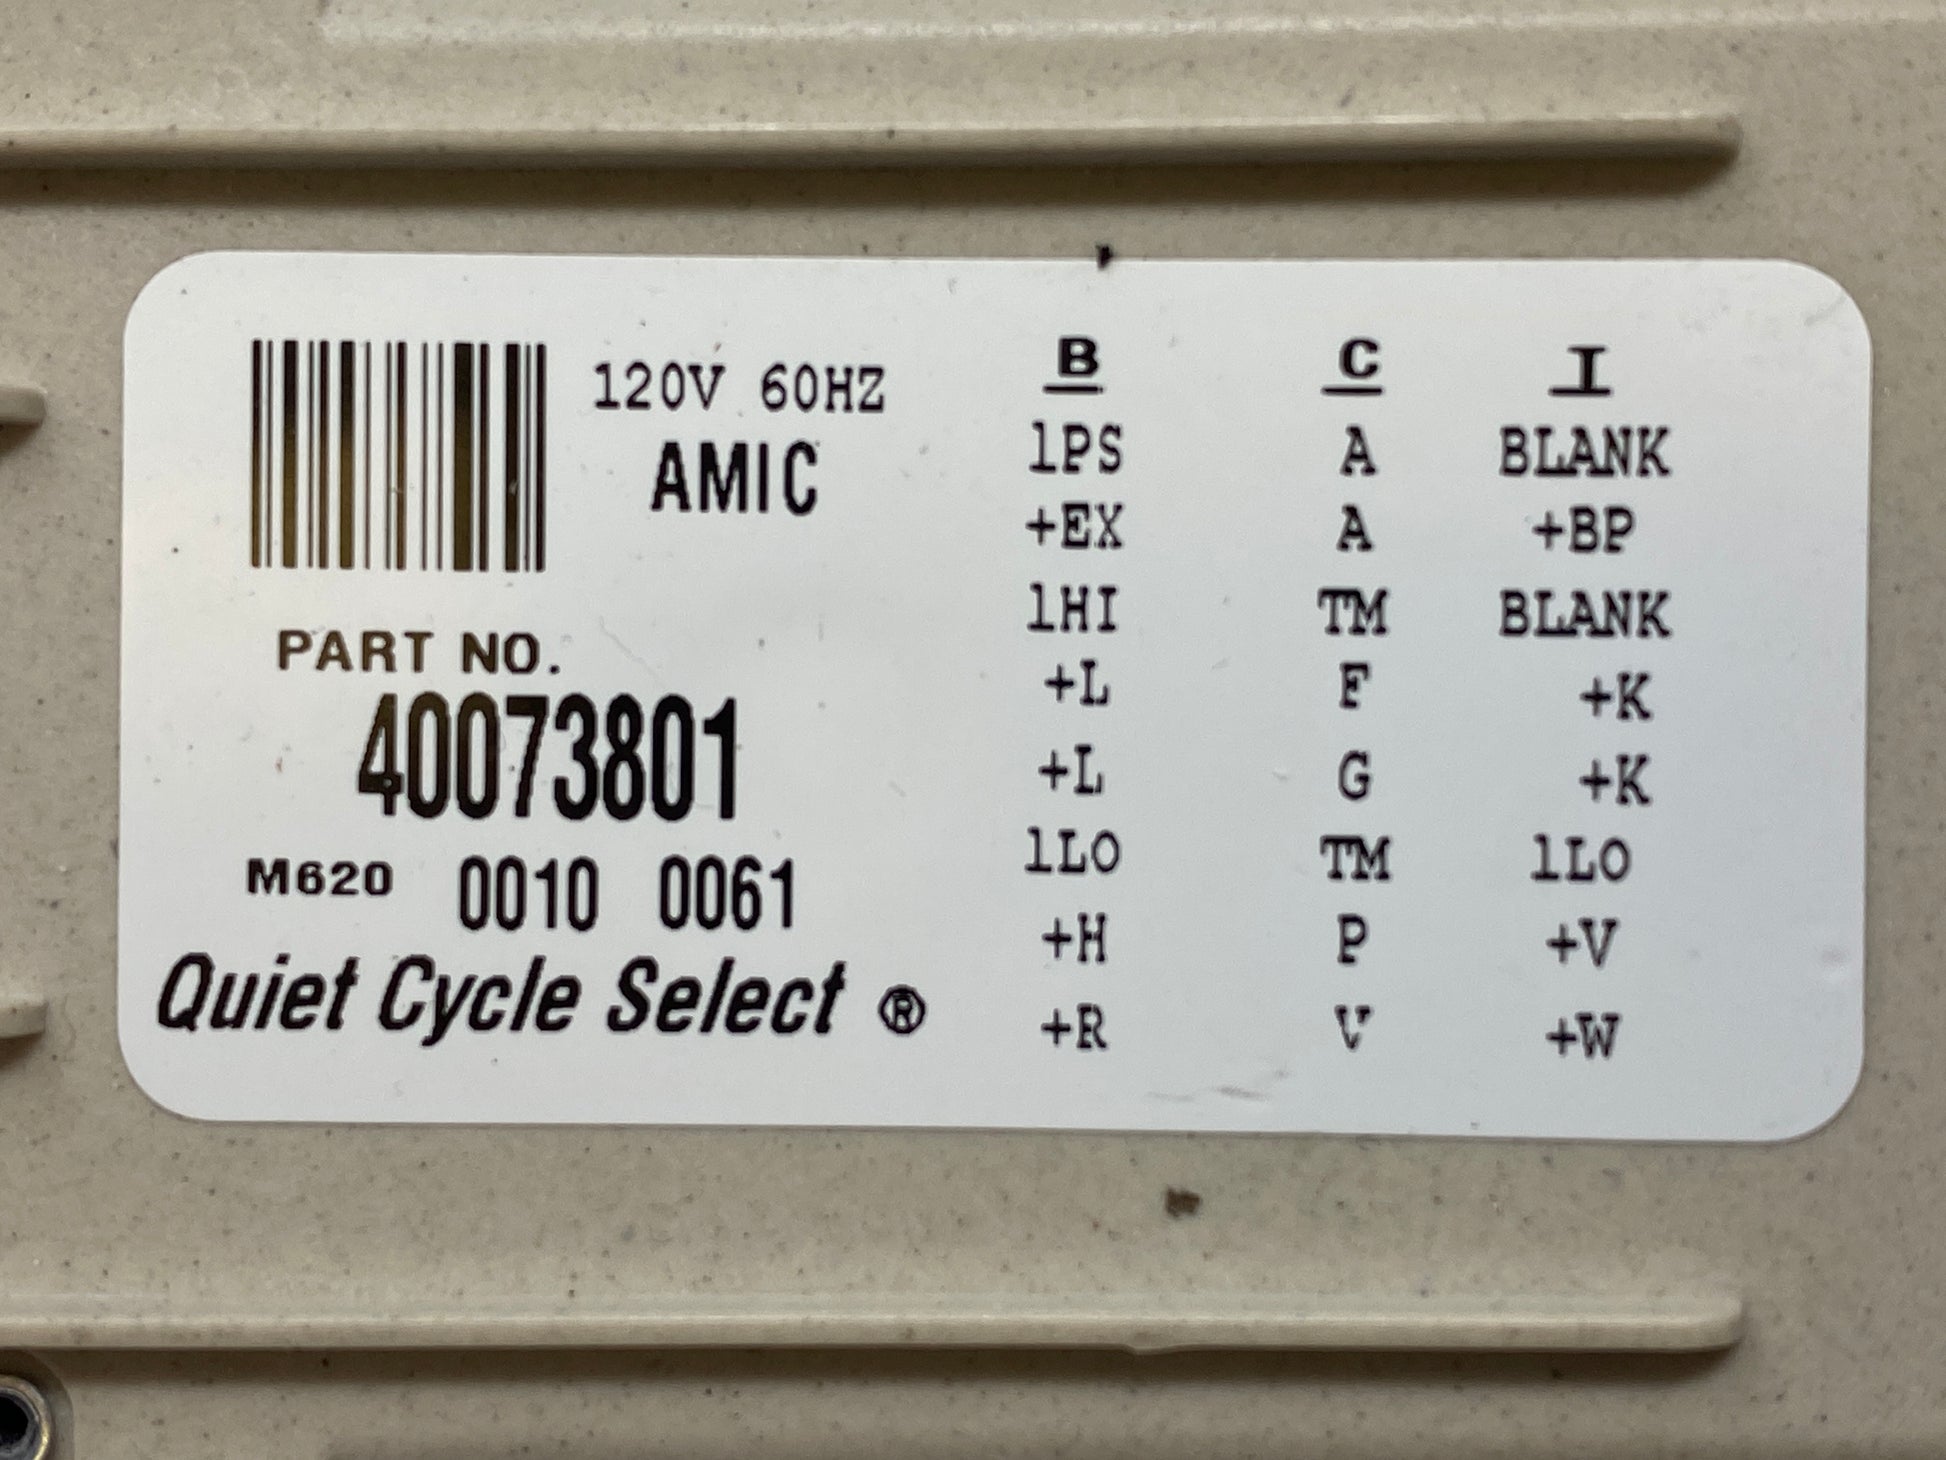 120V 60HZ
AMIC
PART NO.
40073801
M620 0010 0061
Quiet Cycle Select ®
B C I
1PS A BLANK
+EX A +BP
1HI TM BLANK
+L F +K
+L G +K
1LO TM 1LO
+H P +V
+R V +W